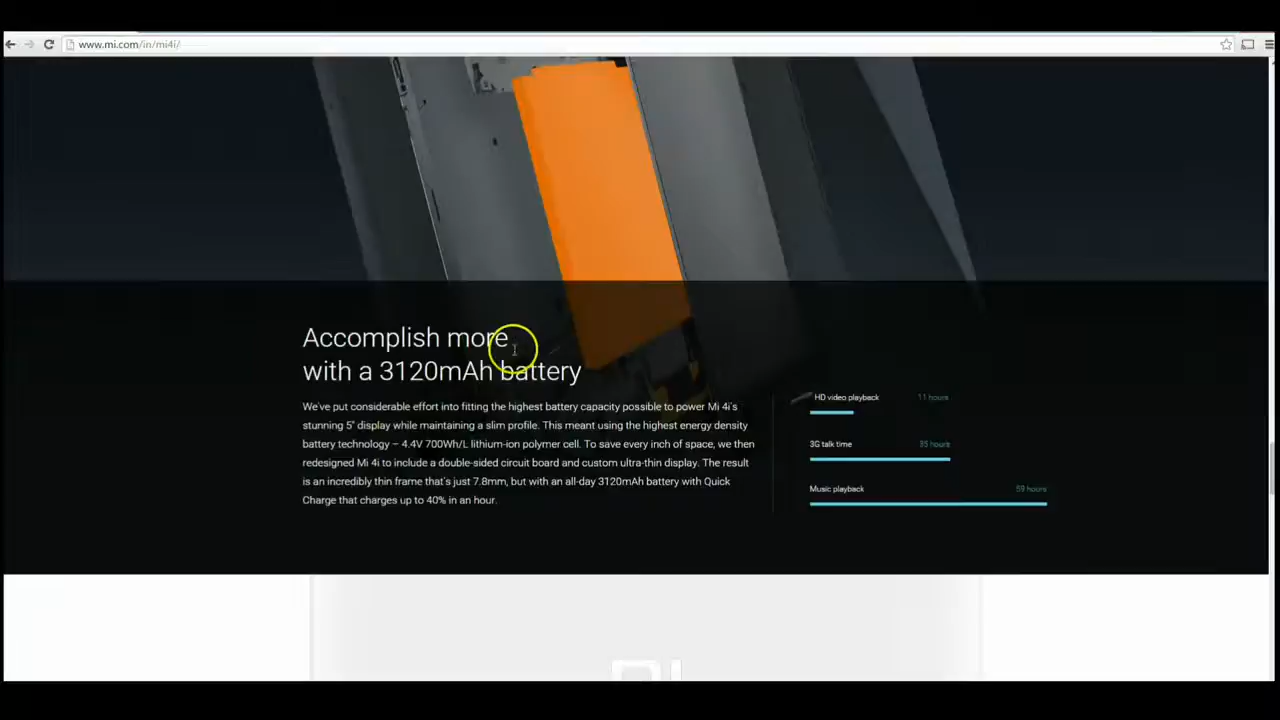 www.mi.com/in/mi4i/
Accomplish more
with a 3120mAh battery
We've put considerable effort into fitting the highest battery capacity possible to power Mi 4i's
stunning 5" display while maintaining a slim profile. This meant using the highest energy density
battery technology – 4.4V 700Wh/L lithium-ion polymer cell. To save every inch of space, we then
redesigned Mi 4i to include a double-sided circuit board and custom ultra-thin display. The result
is an incredibly thin frame that's just 7.8mm, but with an all-day 3120mAh battery with Quick
Charge that charges up to 40% in an hour.
HD video playback 11 hours
3G talk time 35 hours
Music playback 59 hours